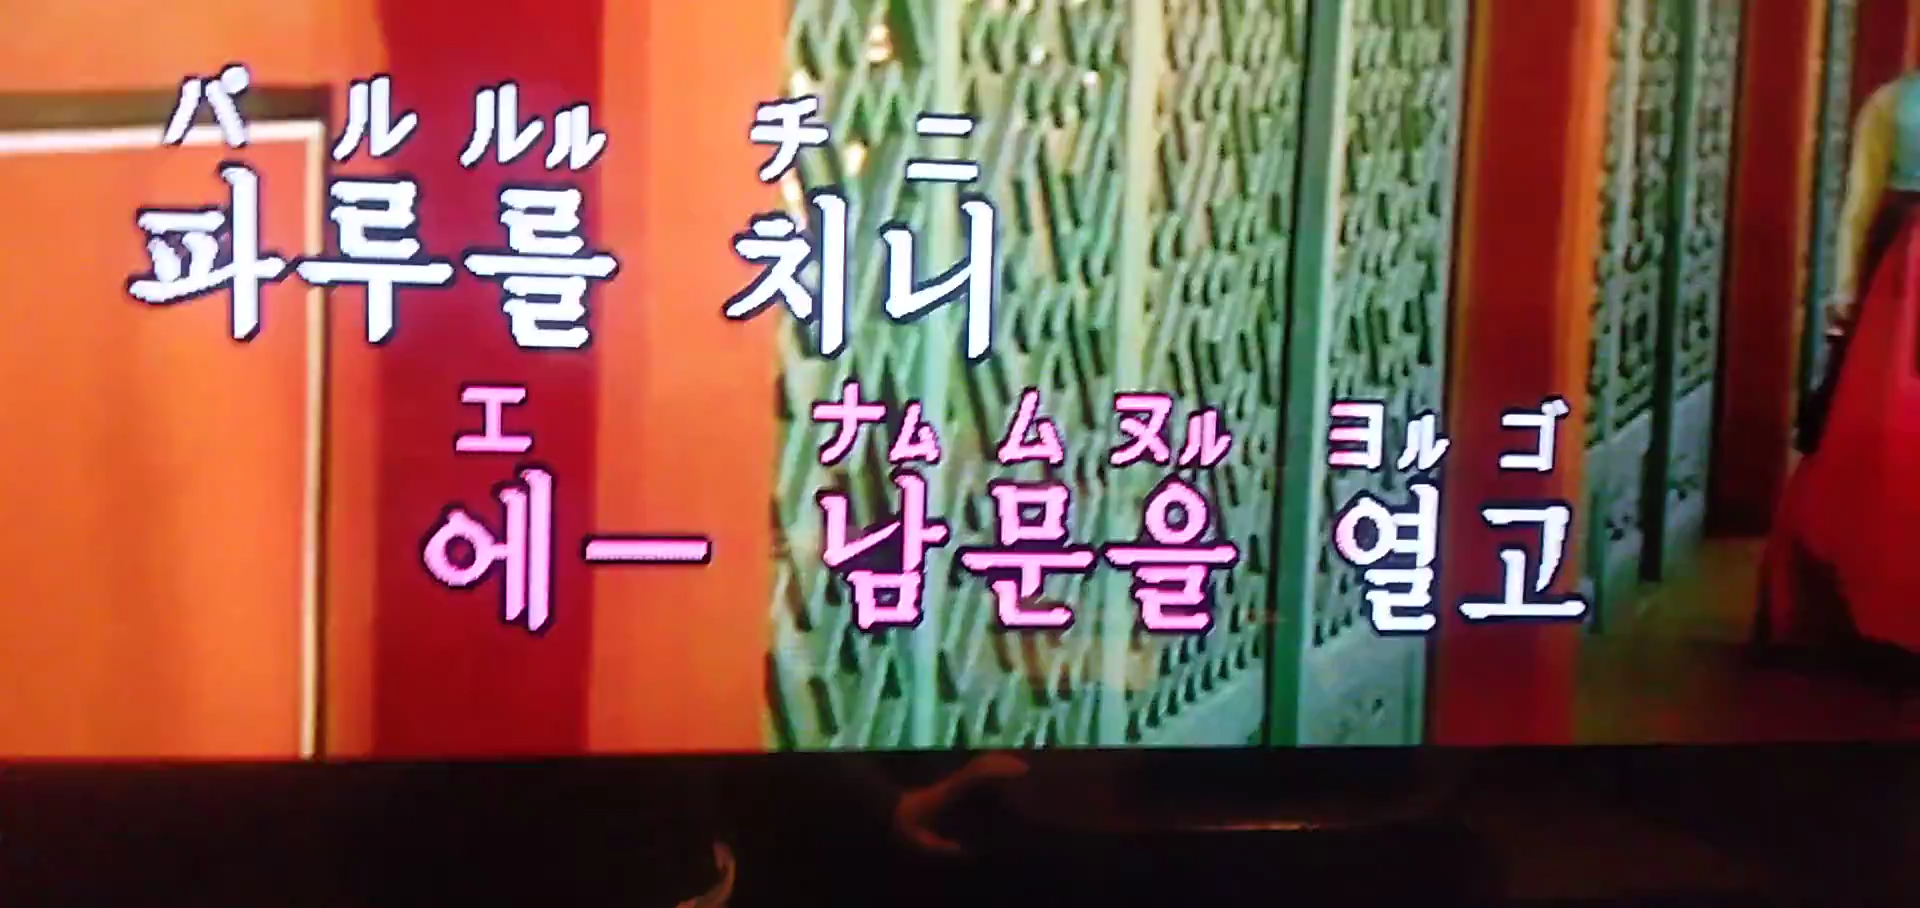 パルルル チニ
파루를 치니
エ ナム ムヌル ヨルゴ
에ー 남문을 열고